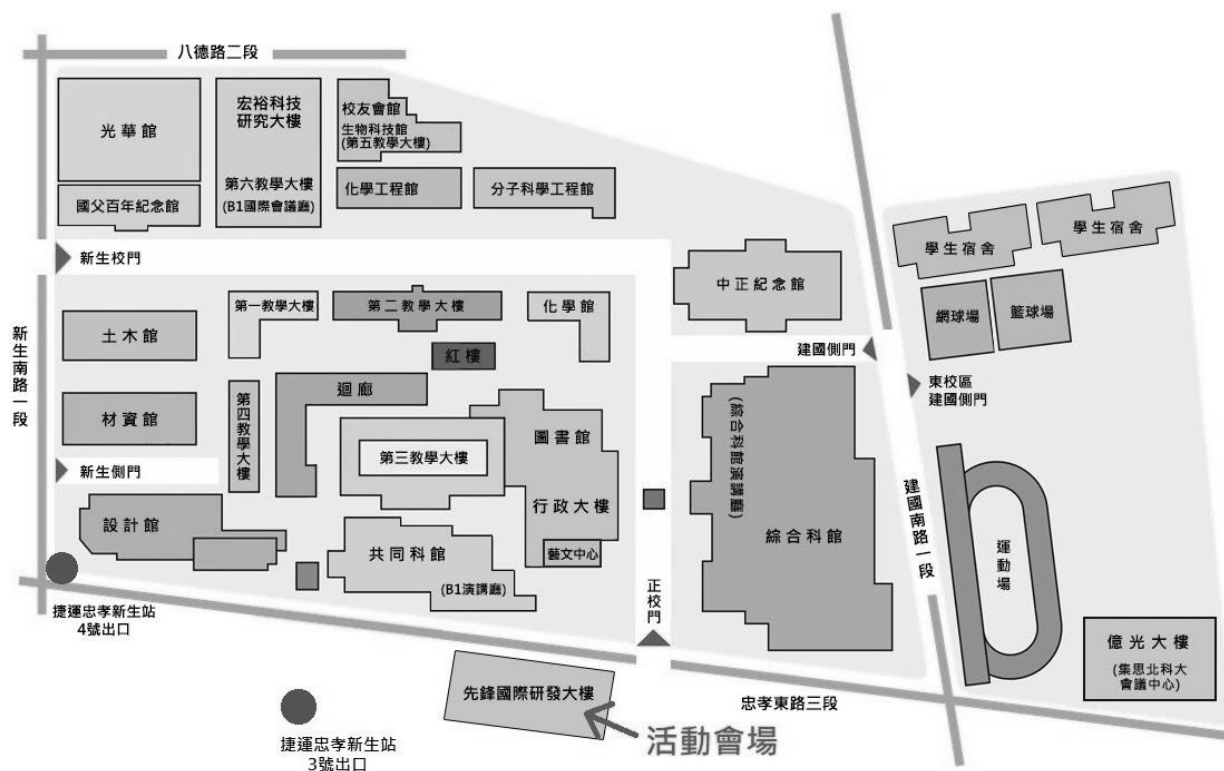 八德路二段
光華館
宏裕科技
研究大樓
第六教學大樓
(B1國際會議廳)
校友會館
生物科技館
(第五教學大樓)
國父百年紀念館
化學工程館
分子科學工程館
學生宿舍
學生宿舍
新生校門
中正紀念館
網球場
籃球場
第一教學大樓
第二教學大樓
化學館
土木館
紅樓
建國側門
新生南路一段
迴廊
東校區
建國側門
材資館
第四教學大樓
圖書館
(綜合科館演講廳)
第三教學大樓
新生側門
行政大樓
設計館
綜合科館
建國南路一段
共同科館
(B1演講廳)
藝文中心
運動場
正校門
捷運忠孝新生站
4號出口
億光大樓
(集思北科大
會議中心)
先鋒國際研發大樓
忠孝東路三段
活動會場
捷運忠孝新生站
3號出口